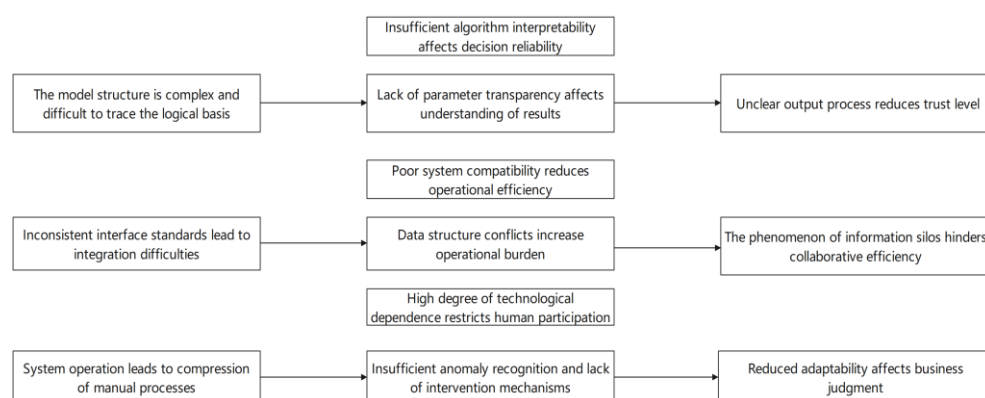 Insufficient algorithm interpretability
affects decision reliability
The model structure is complex and
difficult to trace the logical basis
Lack of parameter transparency affects
understanding of results
Unclear output process reduces trust level
Poor system compatibility reduces
operational efficiency
Inconsistent interface standards lead to
integration difficulties
Data structure conflicts increase
operational burden
The phenomenon of information silos hinders
collaborative efficiency
High degree of technological
dependence restricts human participation
System operation leads to compression
of manual processes
Insufficient anomaly recognition and lack
of intervention mechanisms
Reduced adaptability affects business
judgment